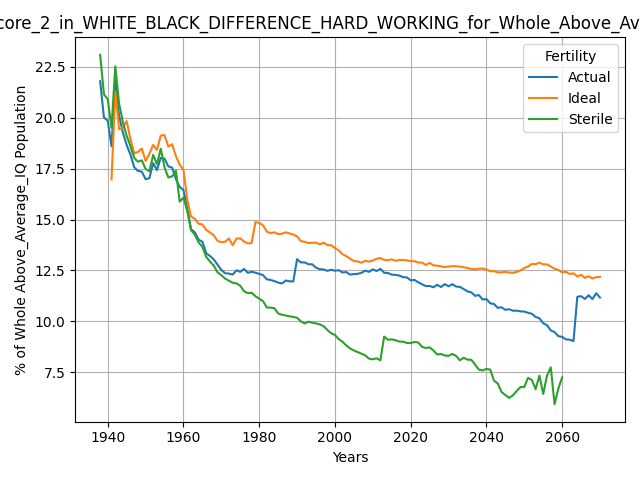 core_2_in_WHITE_BLACK_DIFFERENCE_HARD_WORKING_for_Whole_Above_Av
Fertility
Actual
Ideal
Sterile
% of Whole Above_Average_IQ Population
22.5
20.0
17.5
15.0
12.5
10.0
7.5
1940
1960
1980
2000
2020
2040
2060
Years